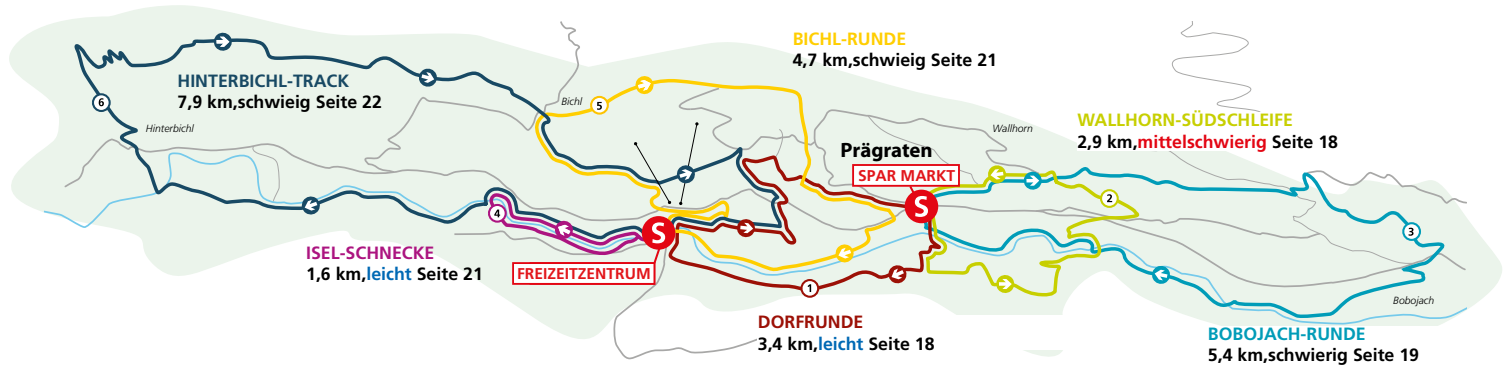 BICHL-RUNDE
4,7 km,schwieig Seite 21
HINTERBICHL-TRACK
7,9 km,schwieig Seite 22
6
Hinterbichl
Bichl
5
Wallhorn
WALLHORN-SÜDSCHLEIFE
2,9 km,mittelschwierig Seite 18
Prägraten
SPAR MARKT
S
2
3
4
S
ISEL-SCHNECKE
1,6 km,leicht Seite 21
FREIZEITZENTRUM
1
Bobojach
DORFRUNDE
3,4 km,leicht Seite 18
BOBOJACH-RUNDE
5,4 km,schwierig Seite 19